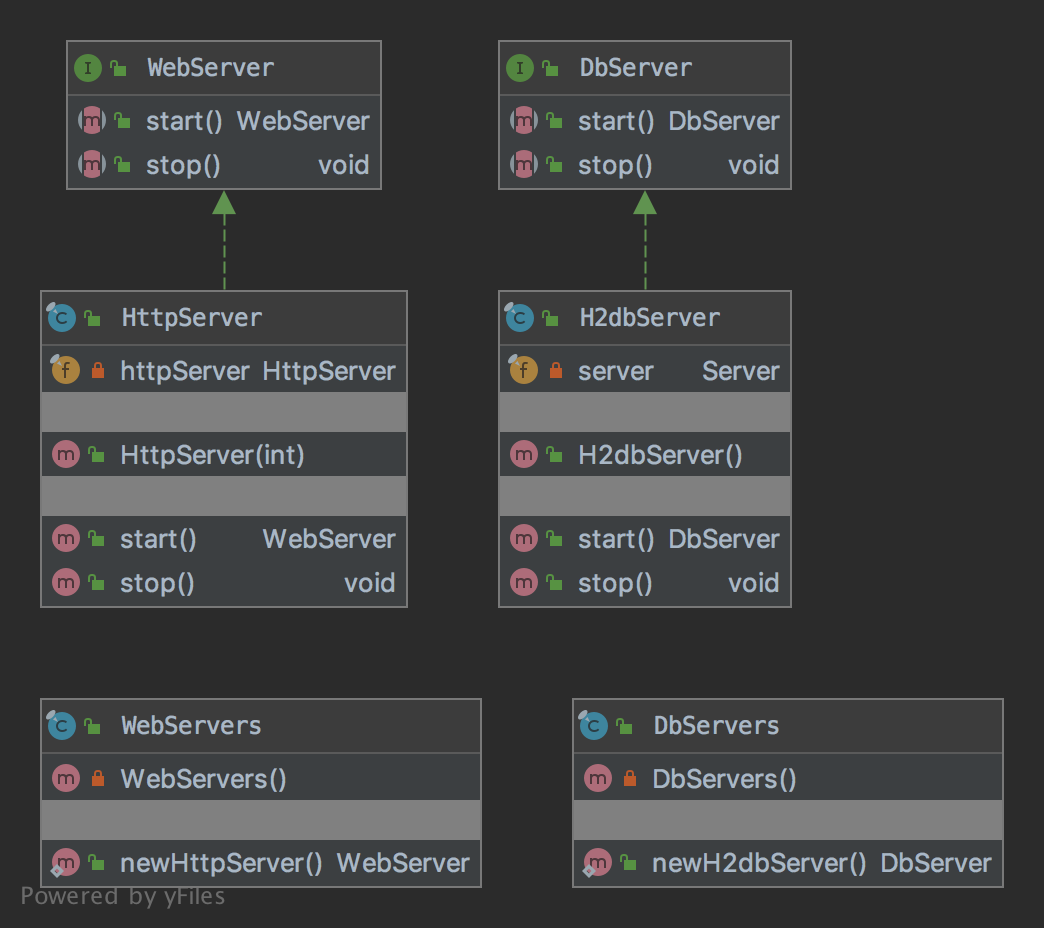 WebServer
start() WebServer
stop() void
DbServer
start() DbServer
stop() void
HttpServer
httpServer HttpServer
HttpServer(int)
start() WebServer
stop() void
H2dbServer
server Server
H2dbServer()
start() DbServer
stop() void
WebServers
WebServers()
newHttpServer() WebServer
DbServers
DbServers()
newH2dbServer() DbServer
Powered by yFiles